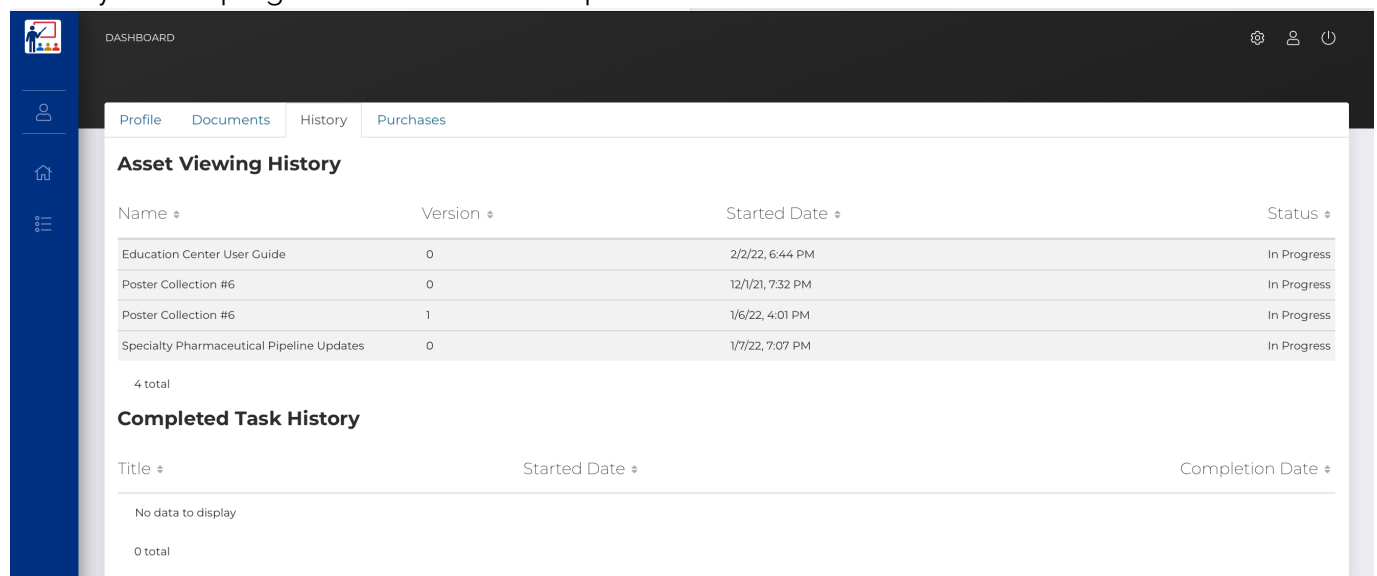 DASHBOARD
Profile Documents History Purchases
Asset Viewing History
Name Version Started Date Status
Education Center User Guide 0 2/2/22, 6:44 PM In Progress
Poster Collection #6 0 12/1/21, 7:32 PM In Progress
Poster Collection #6 1 1/6/22, 4:01 PM In Progress
Specialty Pharmaceutical Pipeline Updates 0 1/7/22, 7:07 PM In Progress
4 total
Completed Task History
Title Started Date Completion Date
No data to display
0 total